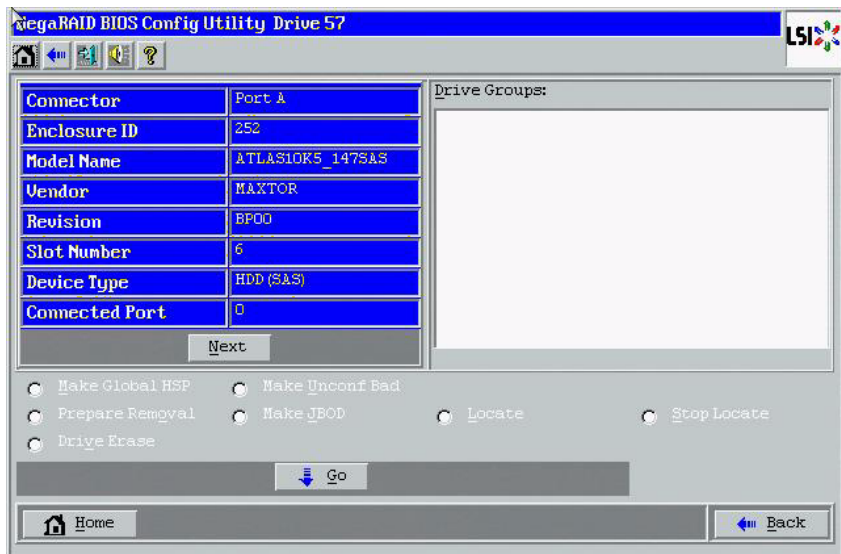 MegaRAID BIOS Config Utility Drive 57
LSI
Connector Port A
Enclosure ID 252
Model Name ATLAS10K5_147SAS
Vendor MAXTOR
Revision BP00
Slot Number 6
Device Type HDD (SAS)
Connected Port 0
Next
Drive Groups:
Make Global HSP Make Unconf Bad
Prepare Removal Make JBOD Locate Stop Locate
Drive Erase
Go
Home Back